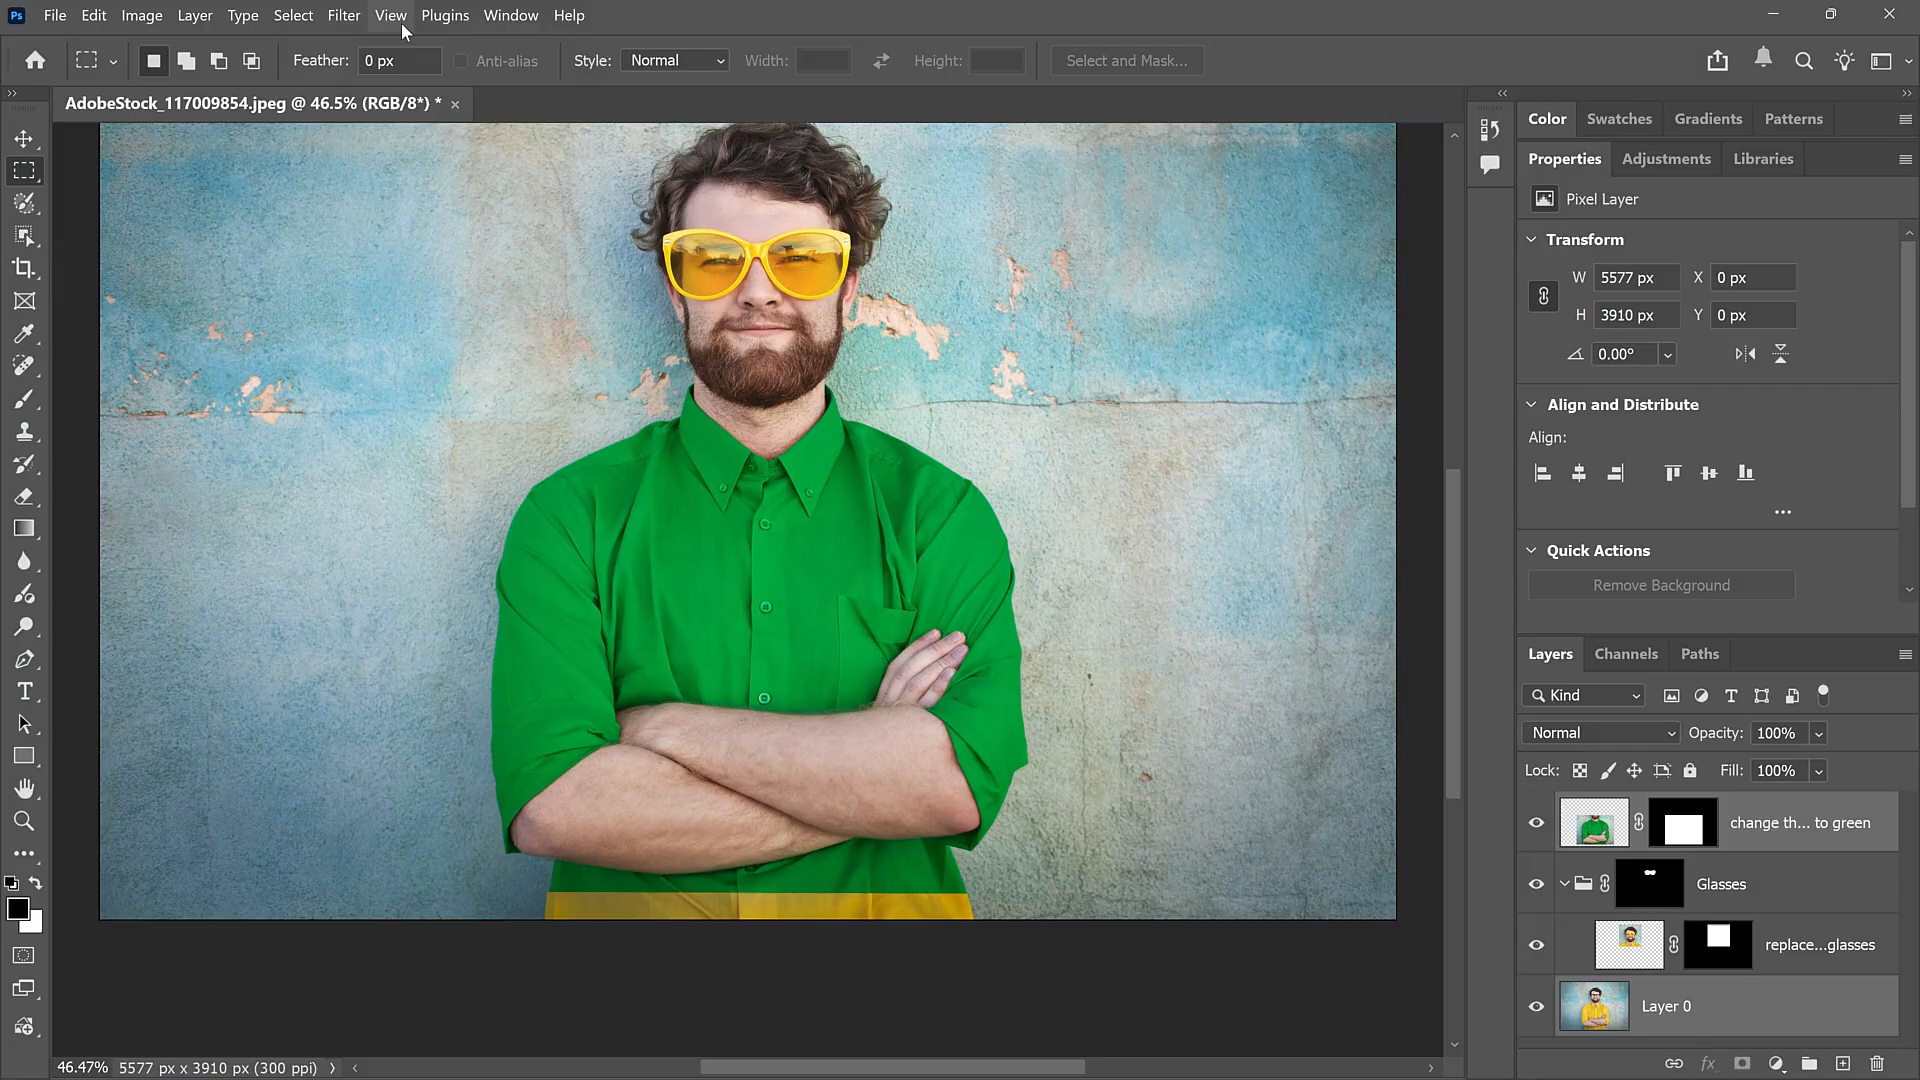 Ps File Edit Image Layer Type Select Filter View Plugins Window Help
Feather: 0 px Anti-alias Style: Normal Width: Height: Select and Mask...
AdobeStock_117009854.jpeg @ 46.5% (RGB/8*) *
Color Swatches Gradients Patterns
Properties Adjustments Libraries
Pixel Layer
Transform
W 5577 px X 0 px
H 3910 px Y 0 px
0.00°
Align and Distribute
Align:
Quick Actions
Remove Background
Layers Channels Paths
Kind
Normal Opacity: 100%
Lock: Fill: 100%
change th... to green
Glasses
replace...glasses
Layer 0
46.47% 5577 px x 3910 px (300 ppi)